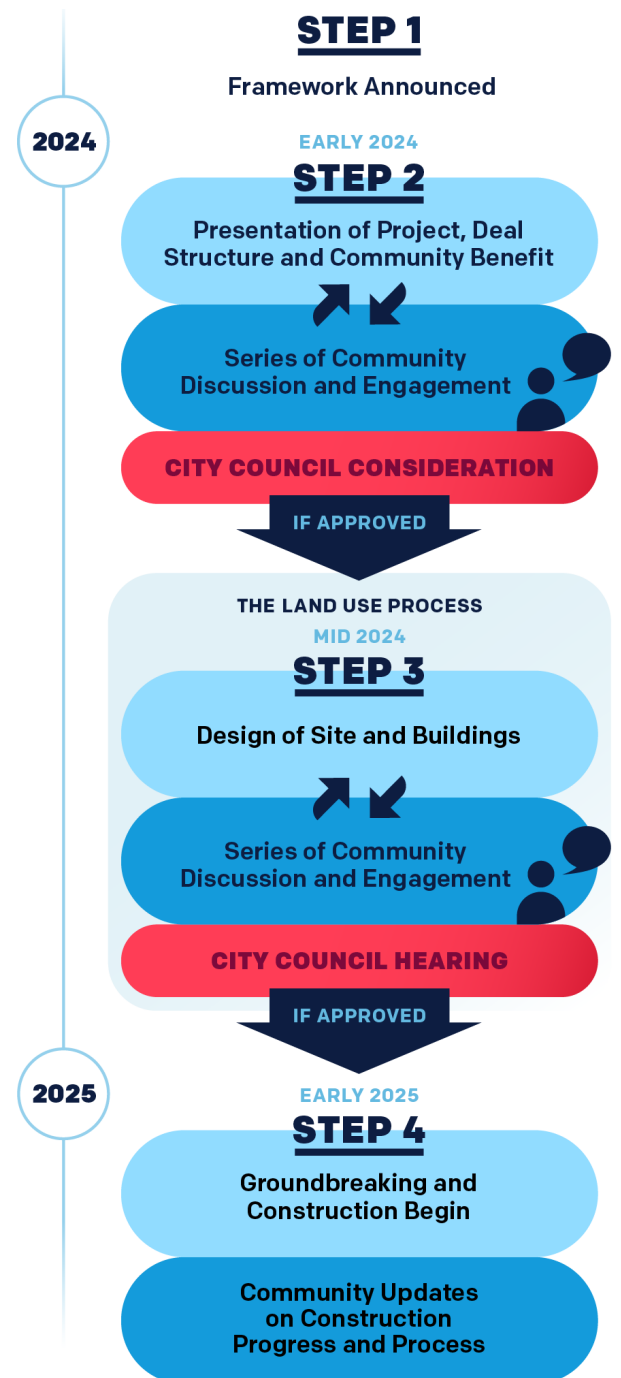 STEP 1
Framework Announced
2024
EARLY 2024
STEP 2
Presentation of Project, Deal
Structure and Community Benefit
Series of Community
Discussion and Engagement
CITY COUNCIL CONSIDERATION
IF APPROVED
THE LAND USE PROCESS
MID 2024
STEP 3
Design of Site and Buildings
Series of Community
Discussion and Engagement
CITY COUNCIL HEARING
IF APPROVED
2025
EARLY 2025
STEP 4
Groundbreaking and
Construction Begin
Community Updates
on Construction
Progress and Process